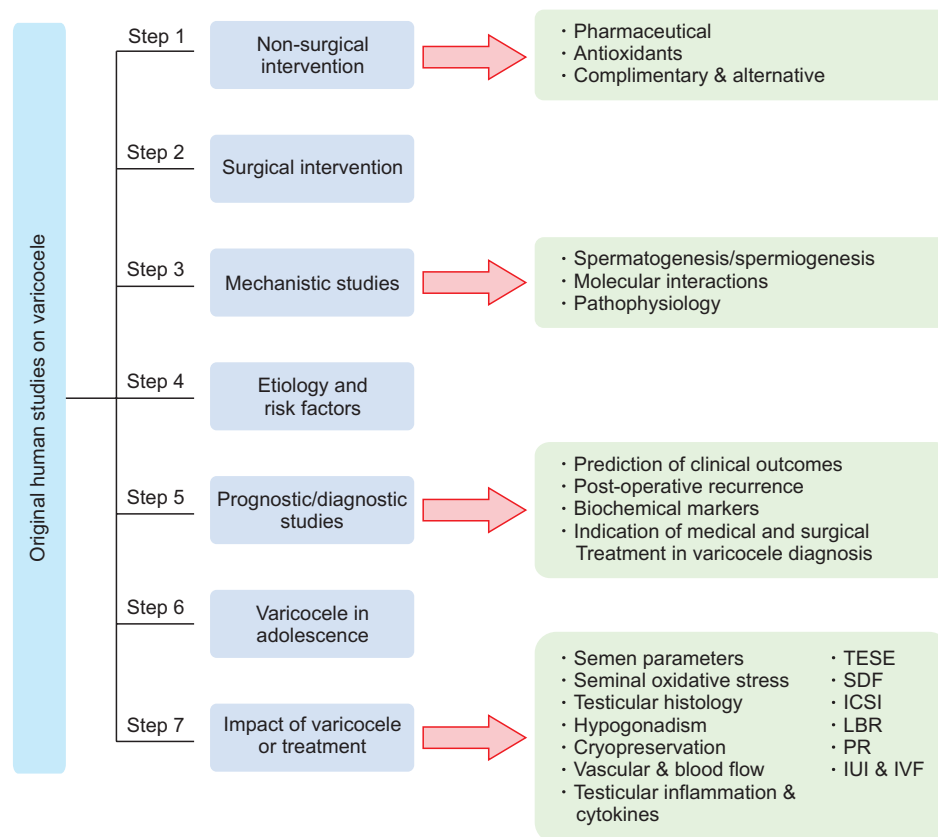 Original human studies on varicocele
Step 1
Non-surgical
intervention
· Pharmaceutical
· Antioxidants
· Complimentary & alternative
Step 2
Surgical intervention
Step 3
Mechanistic studies
· Spermatogenesis/spermiogenesis
· Molecular interactions
· Pathophysiology
Step 4
Etiology and
risk factors
Step 5
Prognostic/diagnostic
studies
· Prediction of clinical outcomes
· Post-operative recurrence
· Biochemical markers
· Indication of medical and surgical
Treatment in varicocele diagnosis
Step 6
Varicocele in
adolescence
Step 7
Impact of varicocele
or treatment
· Semen parameters
· Seminal oxidative stress
· Testicular histology
· Hypogonadism
· Cryopreservation
· Vascular & blood flow
· Testicular inflammation &
cytokines
· TESE
· SDF
· ICSI
· LBR
· PR
· IUI & IVF